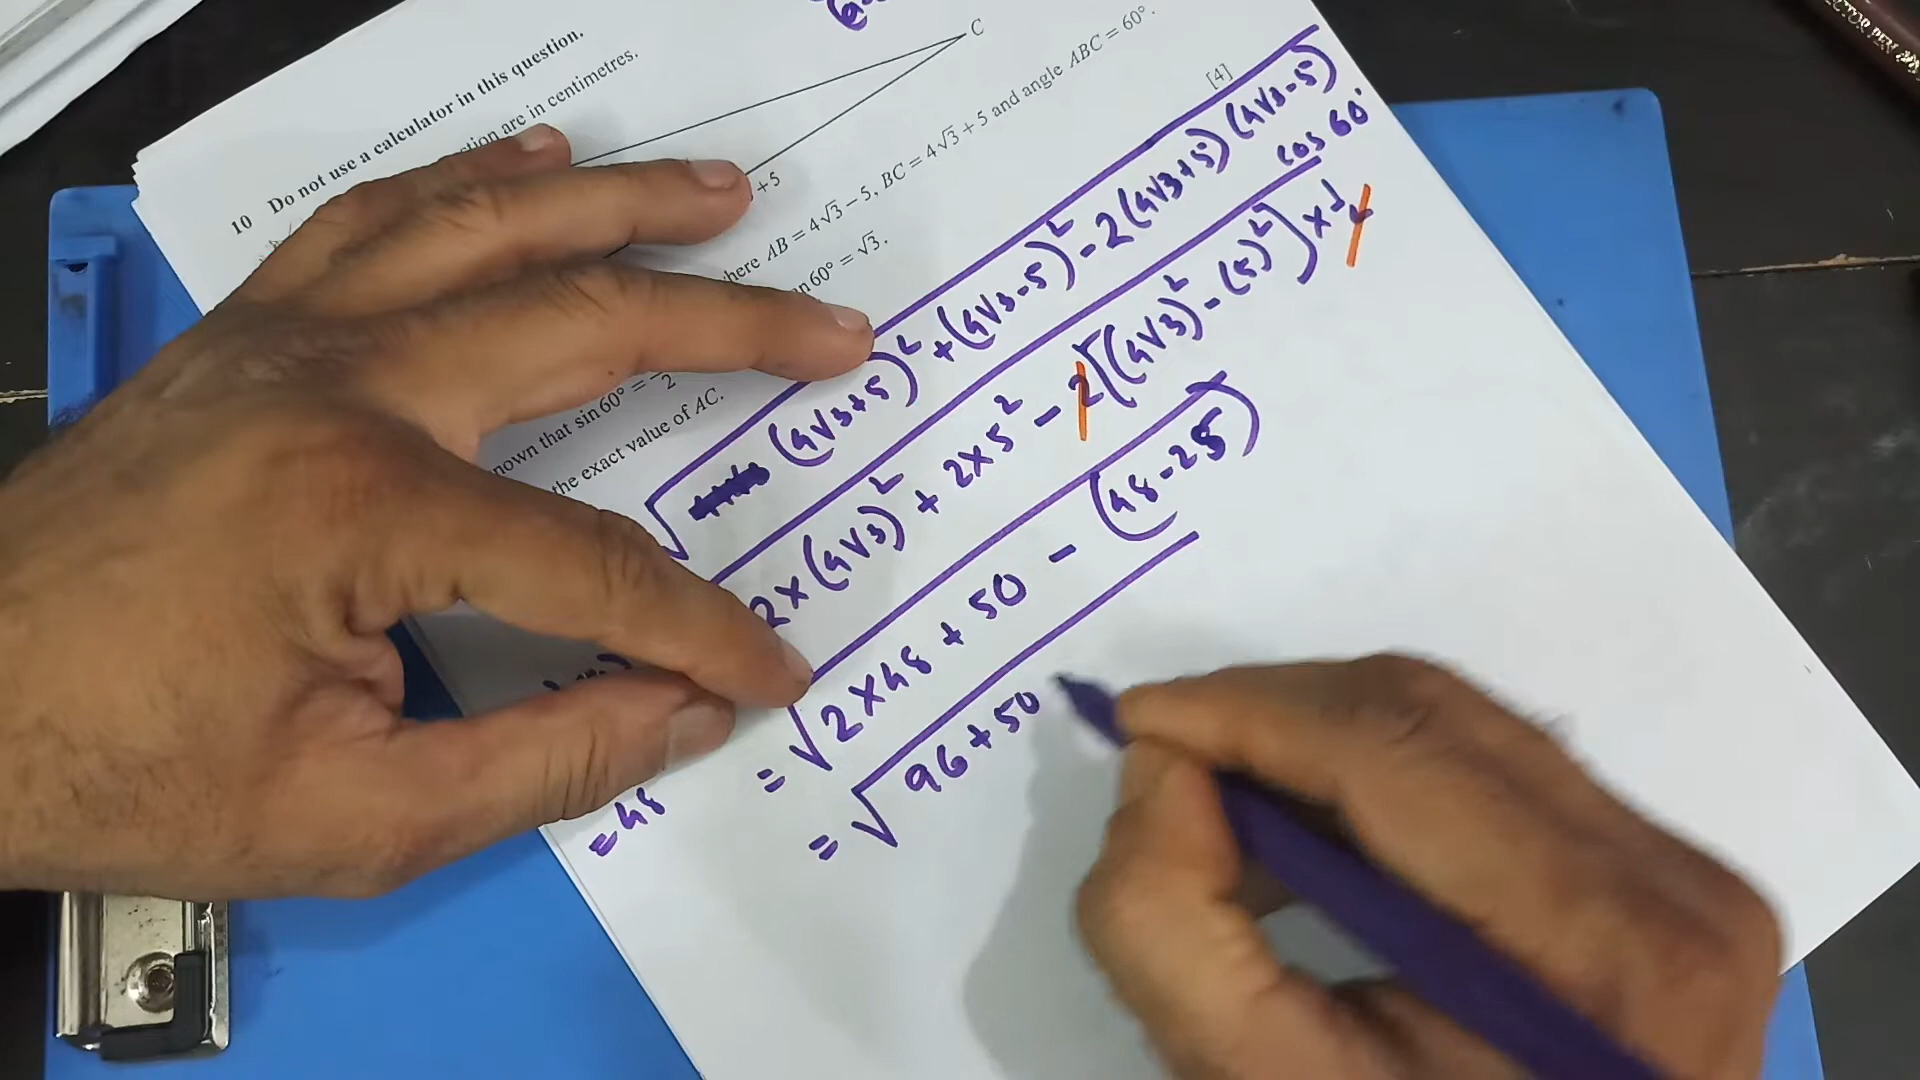 10 Do not use a calculator in this question.
are in centimetres.
C
+5
AB = 4√3 − 5, BC = 4√3 + 5 and angle ABC = 60°.
60° = √3.
that sin 60° =
2
the exact value of AC.
[4]
√(4√3+5)² + (4√3-5)² - 2(4√3+5)(4√3-5)
cos 60°
2×(4√3)² + 2×5² - 2[(4√3)² - (5)²] × 1/2
= √2×48 + 50 - (48-25)
= √96+50
= 48